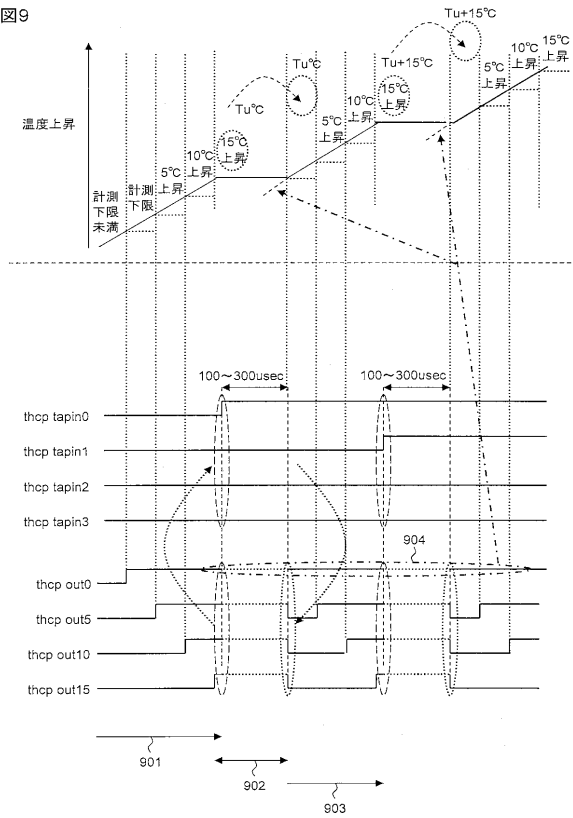 図9
Tu+15℃
Tu℃
Tu+15℃
Tu℃
15℃
上昇
10℃
上昇
5℃
上昇
15℃
上昇
10℃
上昇
5℃
上昇
15℃
上昇
10℃
上昇
5℃
上昇
温度上昇
計測
下限
計測
下限
未満
100～300usec
100～300usec
thcp tapin0
thcp tapin1
thcp tapin2
thcp tapin3
904
thcp out0
thcp out5
thcp out10
thcp out15
901
902
903